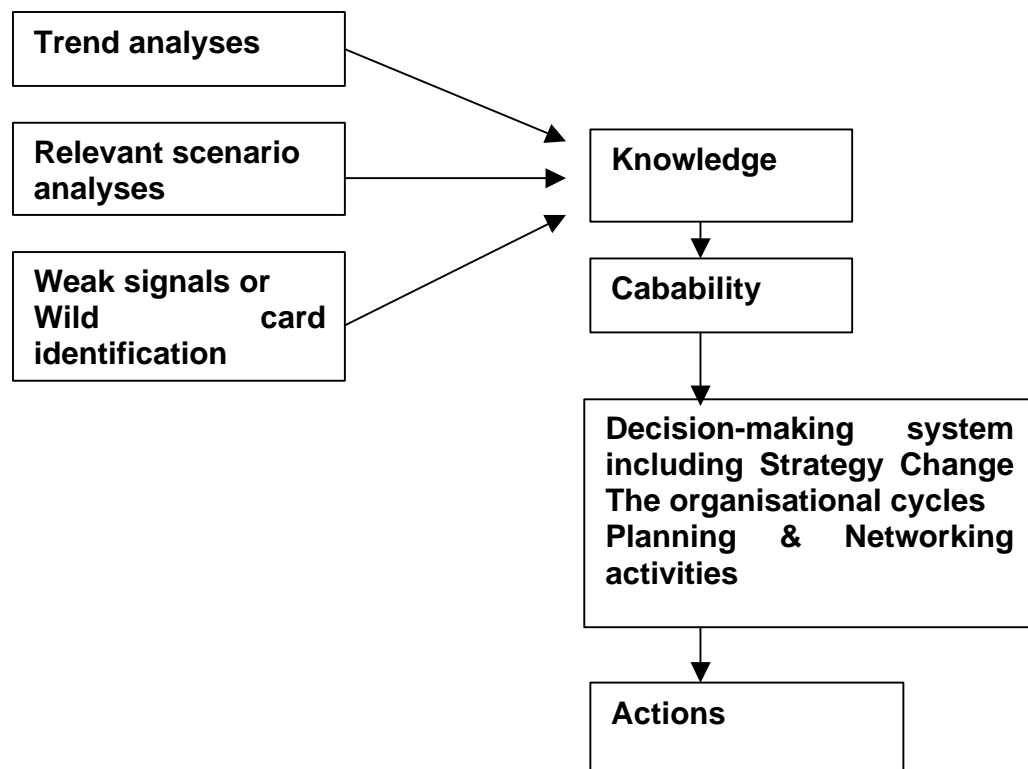 Trend analyses
Relevant scenario
analyses
Weak signals or
Wild card
identification
Knowledge
Cabability
Decision-making system
including Strategy Change
The organisational cycles
Planning & Networking
activities
Actions